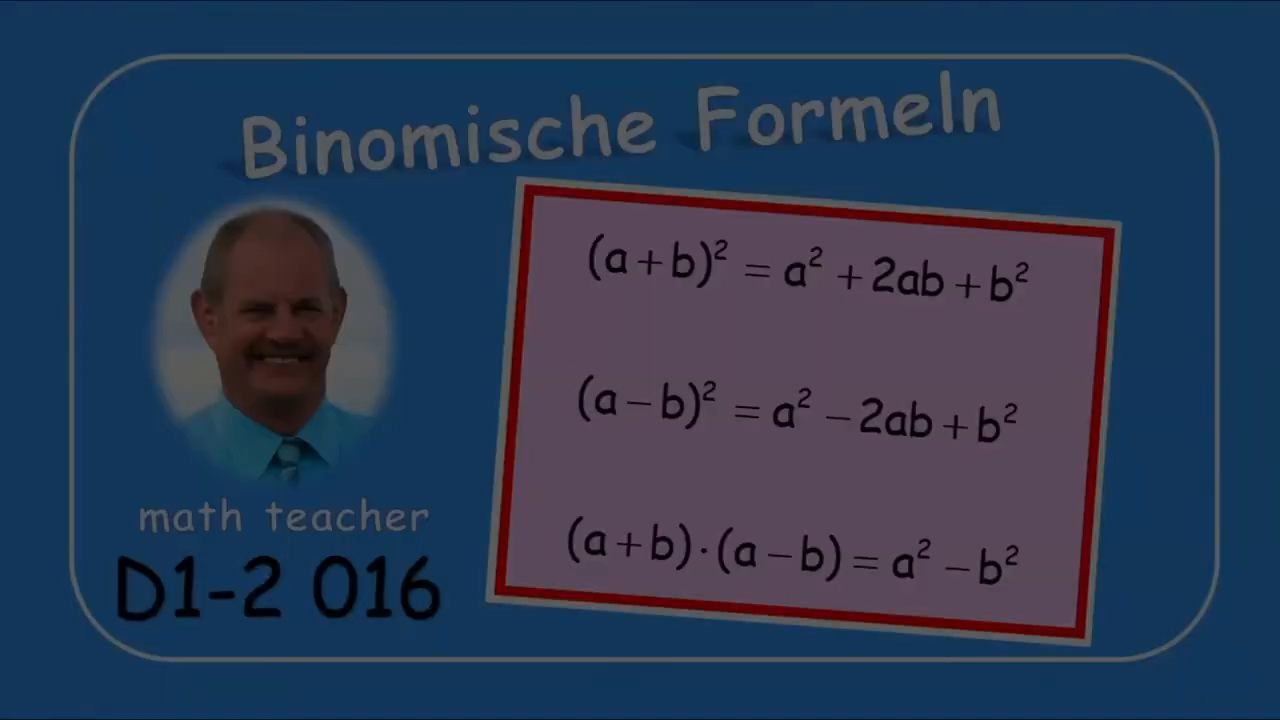 Binomische Formeln
(a+b)² = a² + 2ab + b²
(a−b)² = a² − 2ab + b²
(a+b)·(a−b) = a² − b²
math teacher
D1-2 016